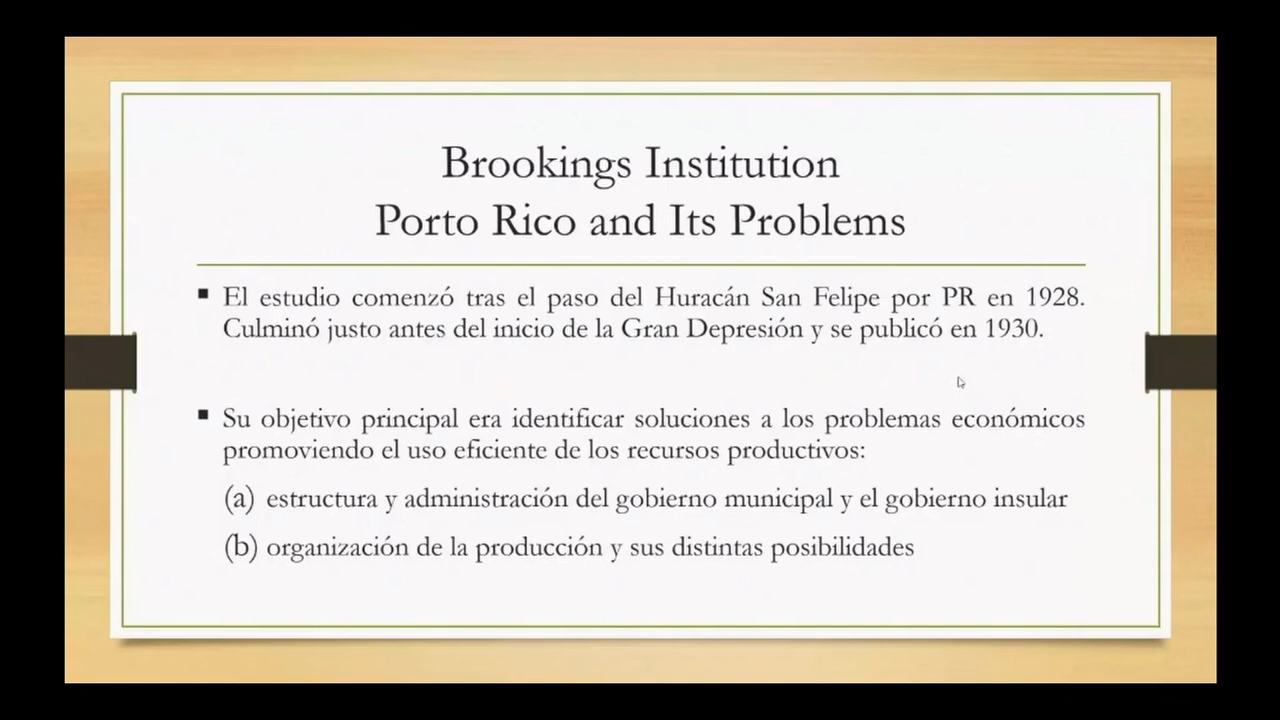 Brookings Institution
Porto Rico and Its Problems
▪ El estudio comenzó tras el paso del Huracán San Felipe por PR en 1928.
Culminó justo antes del inicio de la Gran Depresión y se publicó en 1930.
▪ Su objetivo principal era identificar soluciones a los problemas económicos
promoviendo el uso eficiente de los recursos productivos:
(a) estructura y administración del gobierno municipal y el gobierno insular
(b) organización de la producción y sus distintas posibilidades